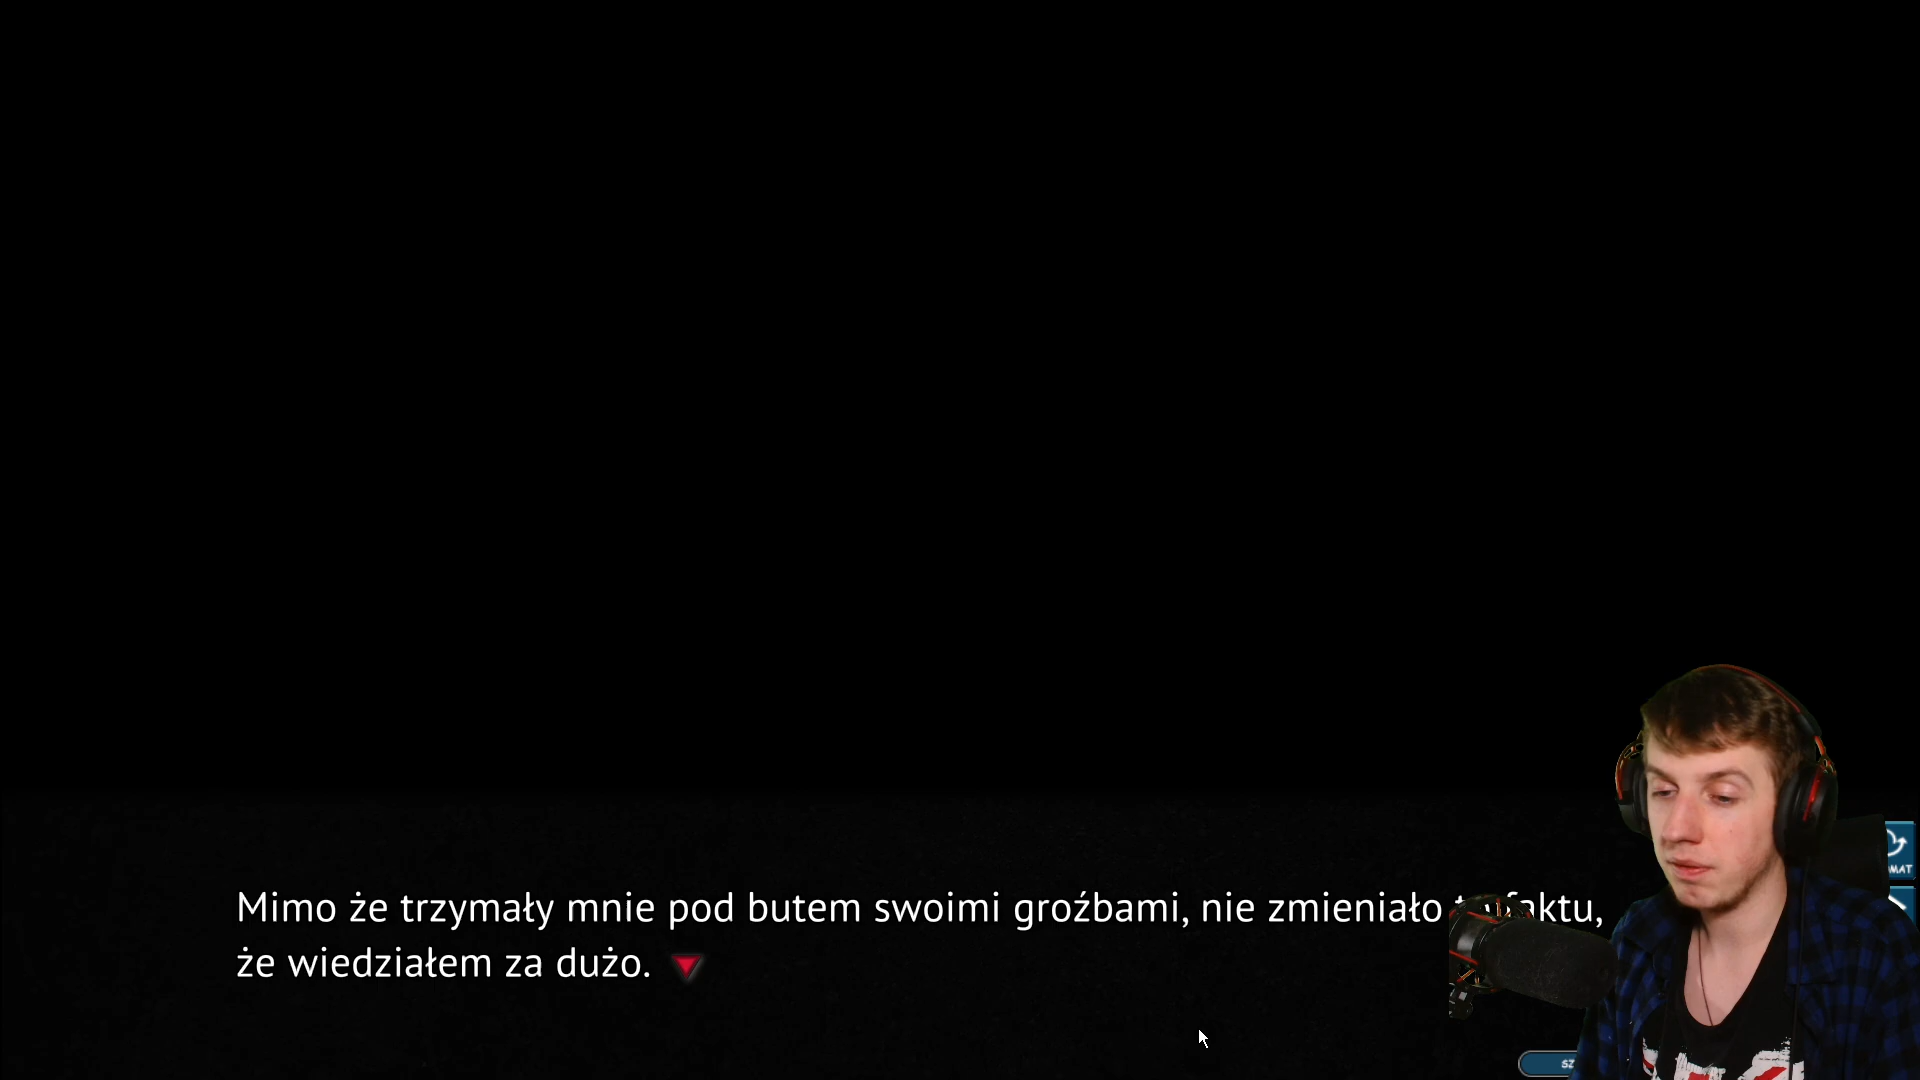 Mimo że trzymały mnie pod butem swoimi groźbami, nie zmieniało faktu,
że wiedziałem za dużo.